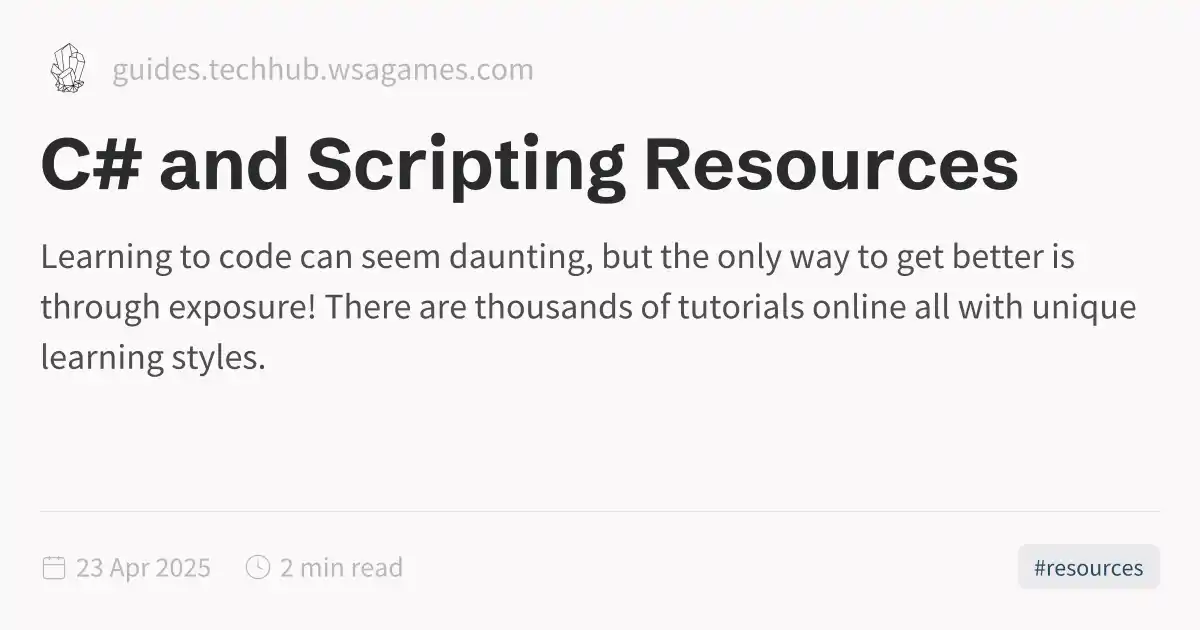 guides.techhub.wsagames.com
C# and Scripting Resources
Learning to code can seem daunting, but the only way to get better is
through exposure! There are thousands of tutorials online all with unique
learning styles.
23 Apr 2025 2 min read #resources